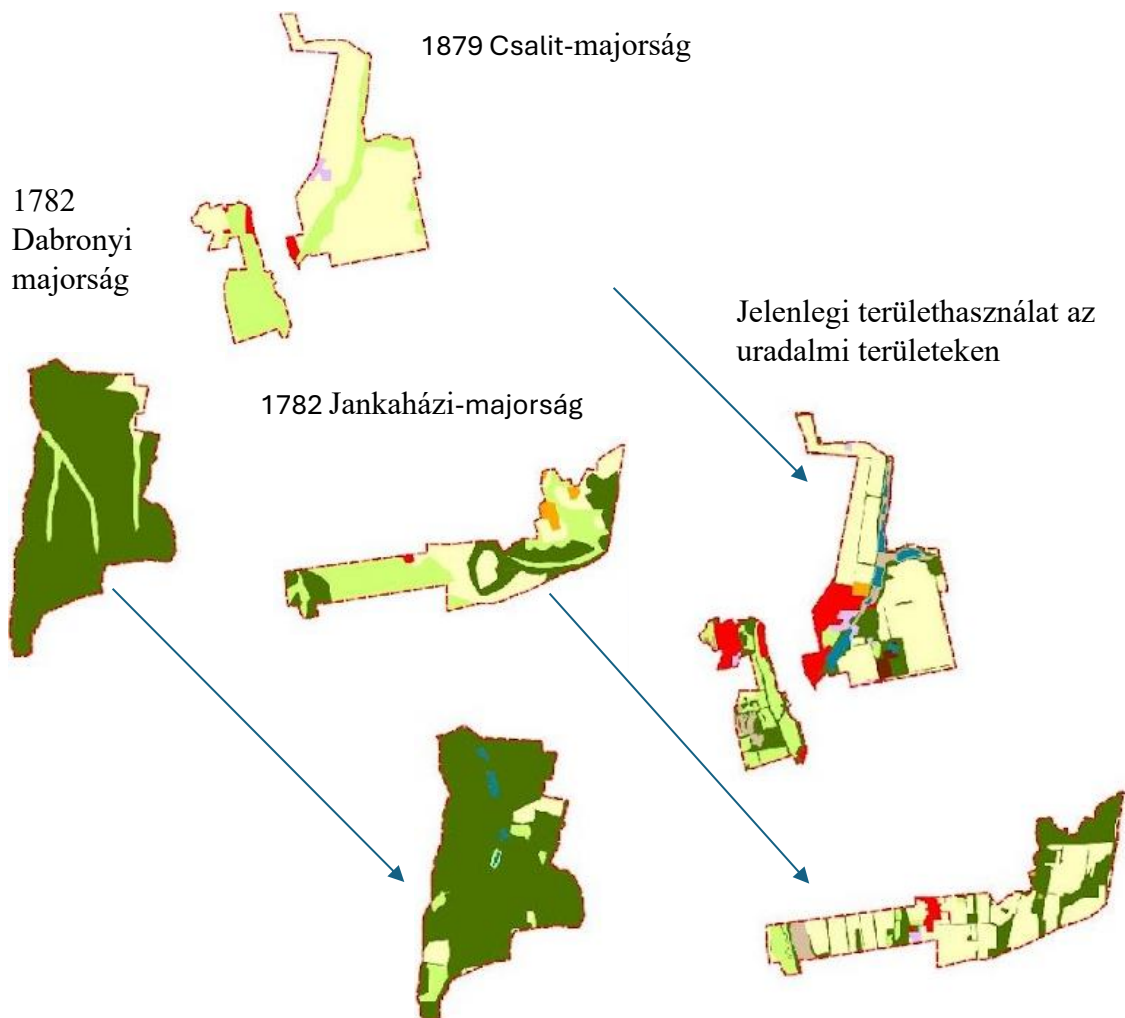 1879 Csalit-majorság
1782
Dabronyi
majorság
Jelenlegi területhasználat az
uradalmi területeken
1782 Jankaházi-majorság